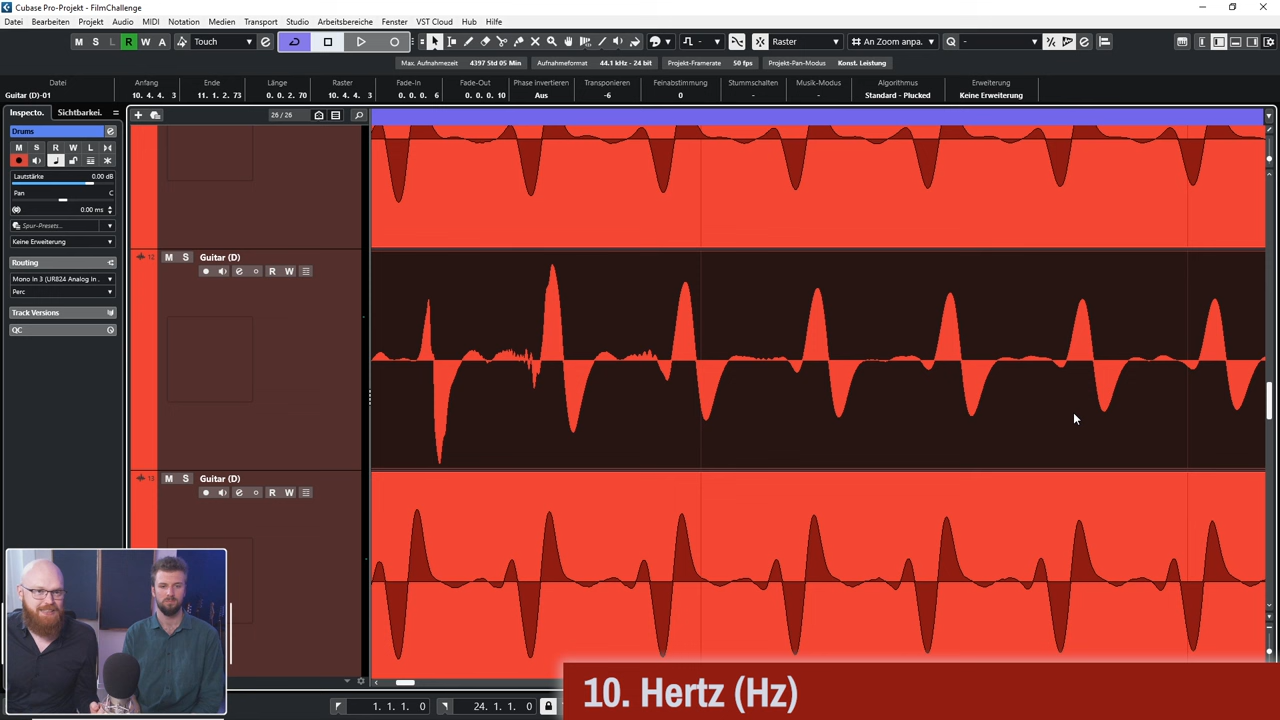 Cubase Pro-Projekt - FilmChallenge
Datei Bearbeiten Projekt Audio MIDI Notation Medien Transport Studio Arbeitsbereiche Fenster VST Cloud Hub Hilfe
M S L R W A Touch Raster An Zoom anpa.
Max. Aufnahmezeit 4397 Std 05 Min Aufnahmeformat 44.1 kHz - 24 bit Projekt-Framerate 50 fps Projekt-Pan-Modus Konst. Leistung
Datei Anfang Ende Länge Raster Fade-In Fade-Out Phase invertieren Transponieren Feinabstimmung Stummschalten Musik-Modus Algorithmus Erweiterung
Guitar (D)-01 10. 4. 4. 3 11. 1. 2. 73 0. 0. 2. 70 10. 4. 4. 3 0. 0. 0. 6 0. 0. 0. 10 Aus -6 0 - - Standard - Plucked Keine Erweiterung
Inspecto. Sichtbarkei.
26 / 26
Drums
M S R W L
Lautstärke 0.00 dB
Pan C
0.00 ms
Spur-Presets...
Keine Erweiterung
Routing
Mono In 3 (UR824 Analog In .
Perc
Track Versions
QC
12 M S Guitar (D)
R W
13 M S Guitar (D)
R W
10. Hertz (Hz)
1. 1. 1. 0 24. 1. 1. 0